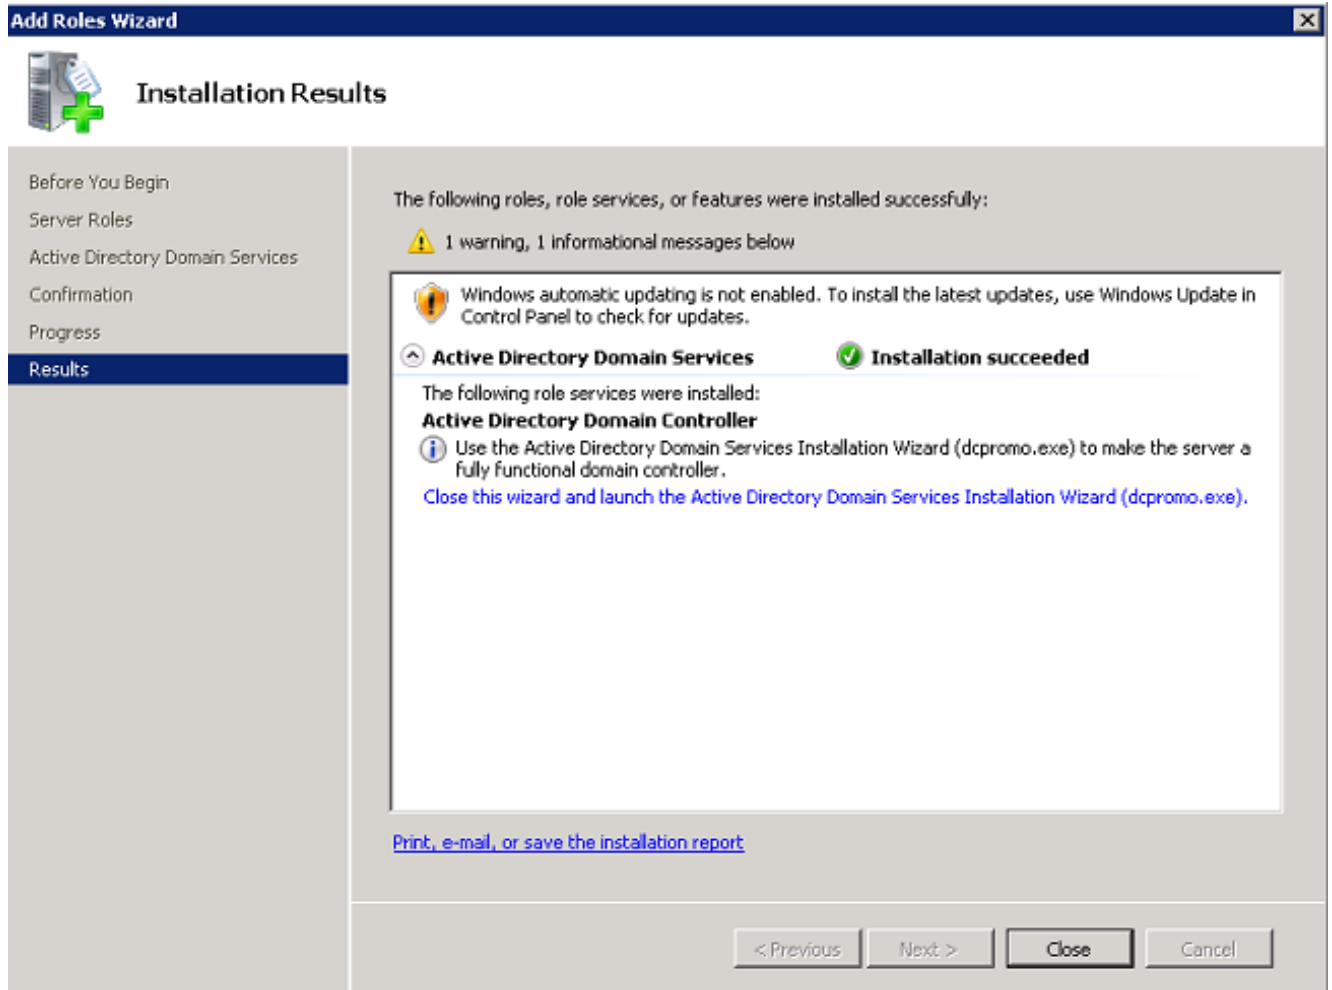 Add Roles Wizard
Installation Results
Before You Begin
Server Roles
Active Directory Domain Services
Confirmation
Progress
Results
The following roles, role services, or features were installed successfully:
1 warning, 1 informational messages below
Windows automatic updating is not enabled. To install the latest updates, use Windows Update in
Control Panel to check for updates.
Active Directory Domain Services Installation succeeded
The following role services were installed:
Active Directory Domain Controller
Use the Active Directory Domain Services Installation Wizard (dcpromo.exe) to make the server a
fully functional domain controller.
Close this wizard and launch the Active Directory Domain Services Installation Wizard (dcpromo.exe).
Print, e-mail, or save the installation report
< Previous Next > Close Cancel